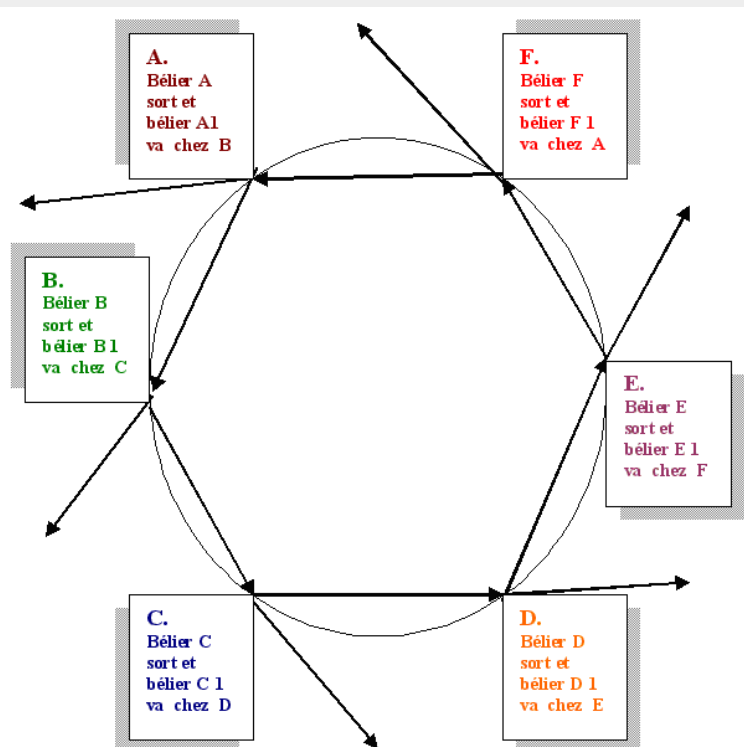 A.
Bélier A
sort et
bélier A1
va chez B
F.
Bélier F
sort et
bélier F 1
va chez A
B.
Bélier B
sort et
bélier B 1
va chez C
E.
Bélier E
sort et
bélier E 1
va chez F
C.
Bélier C
sort et
bélier C 1
va chez D
D.
Bélier D
sort et
bélier D 1
va chez E